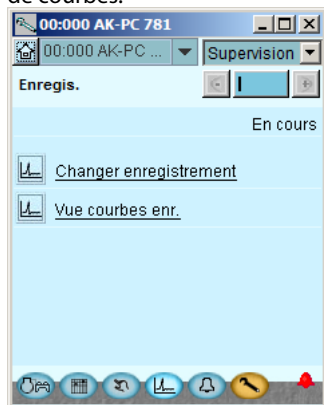 de courbes.
00:000 AK-PC 781
00:000 AK-PC ...
Supervision
Enregis.
En cours
Changer enregistrement
Vue courbes enr.